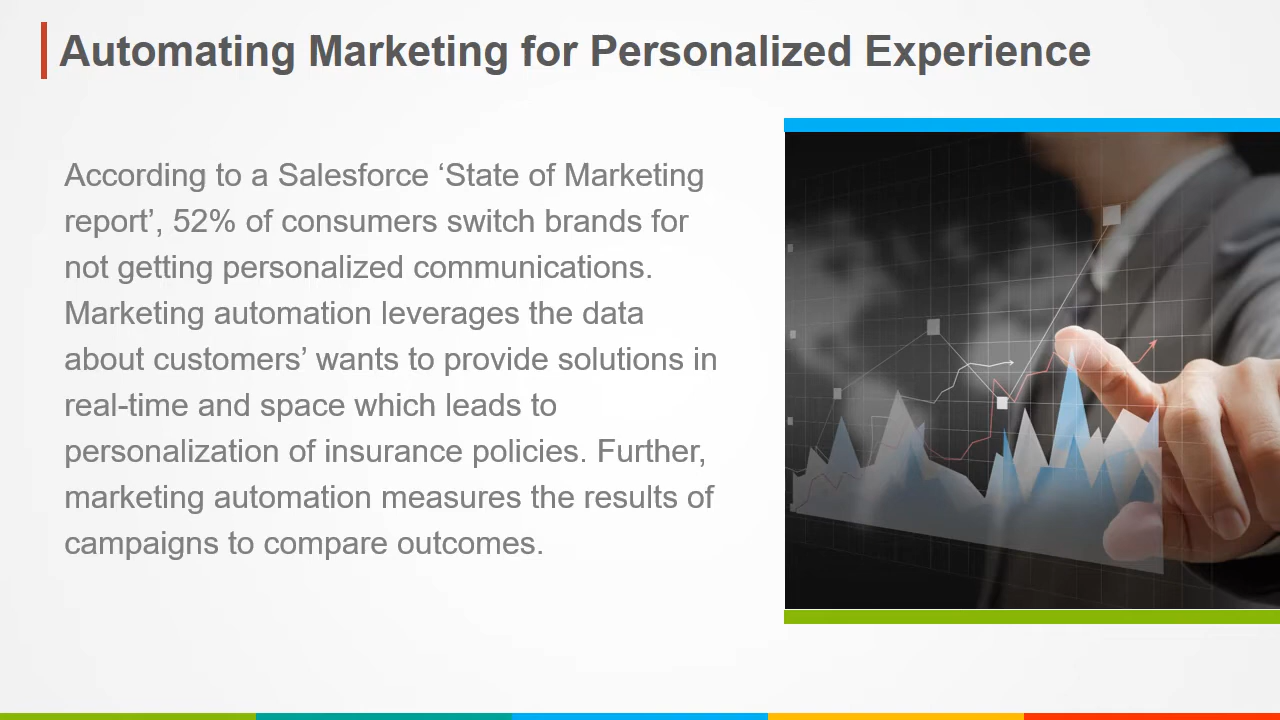 Automating Marketing for Personalized Experience
According to a Salesforce ‘State of Marketing
report’, 52% of consumers switch brands for
not getting personalized communications.
Marketing automation leverages the data
about customers’ wants to provide solutions in
real-time and space which leads to
personalization of insurance policies. Further,
marketing automation measures the results of
campaigns to compare outcomes.